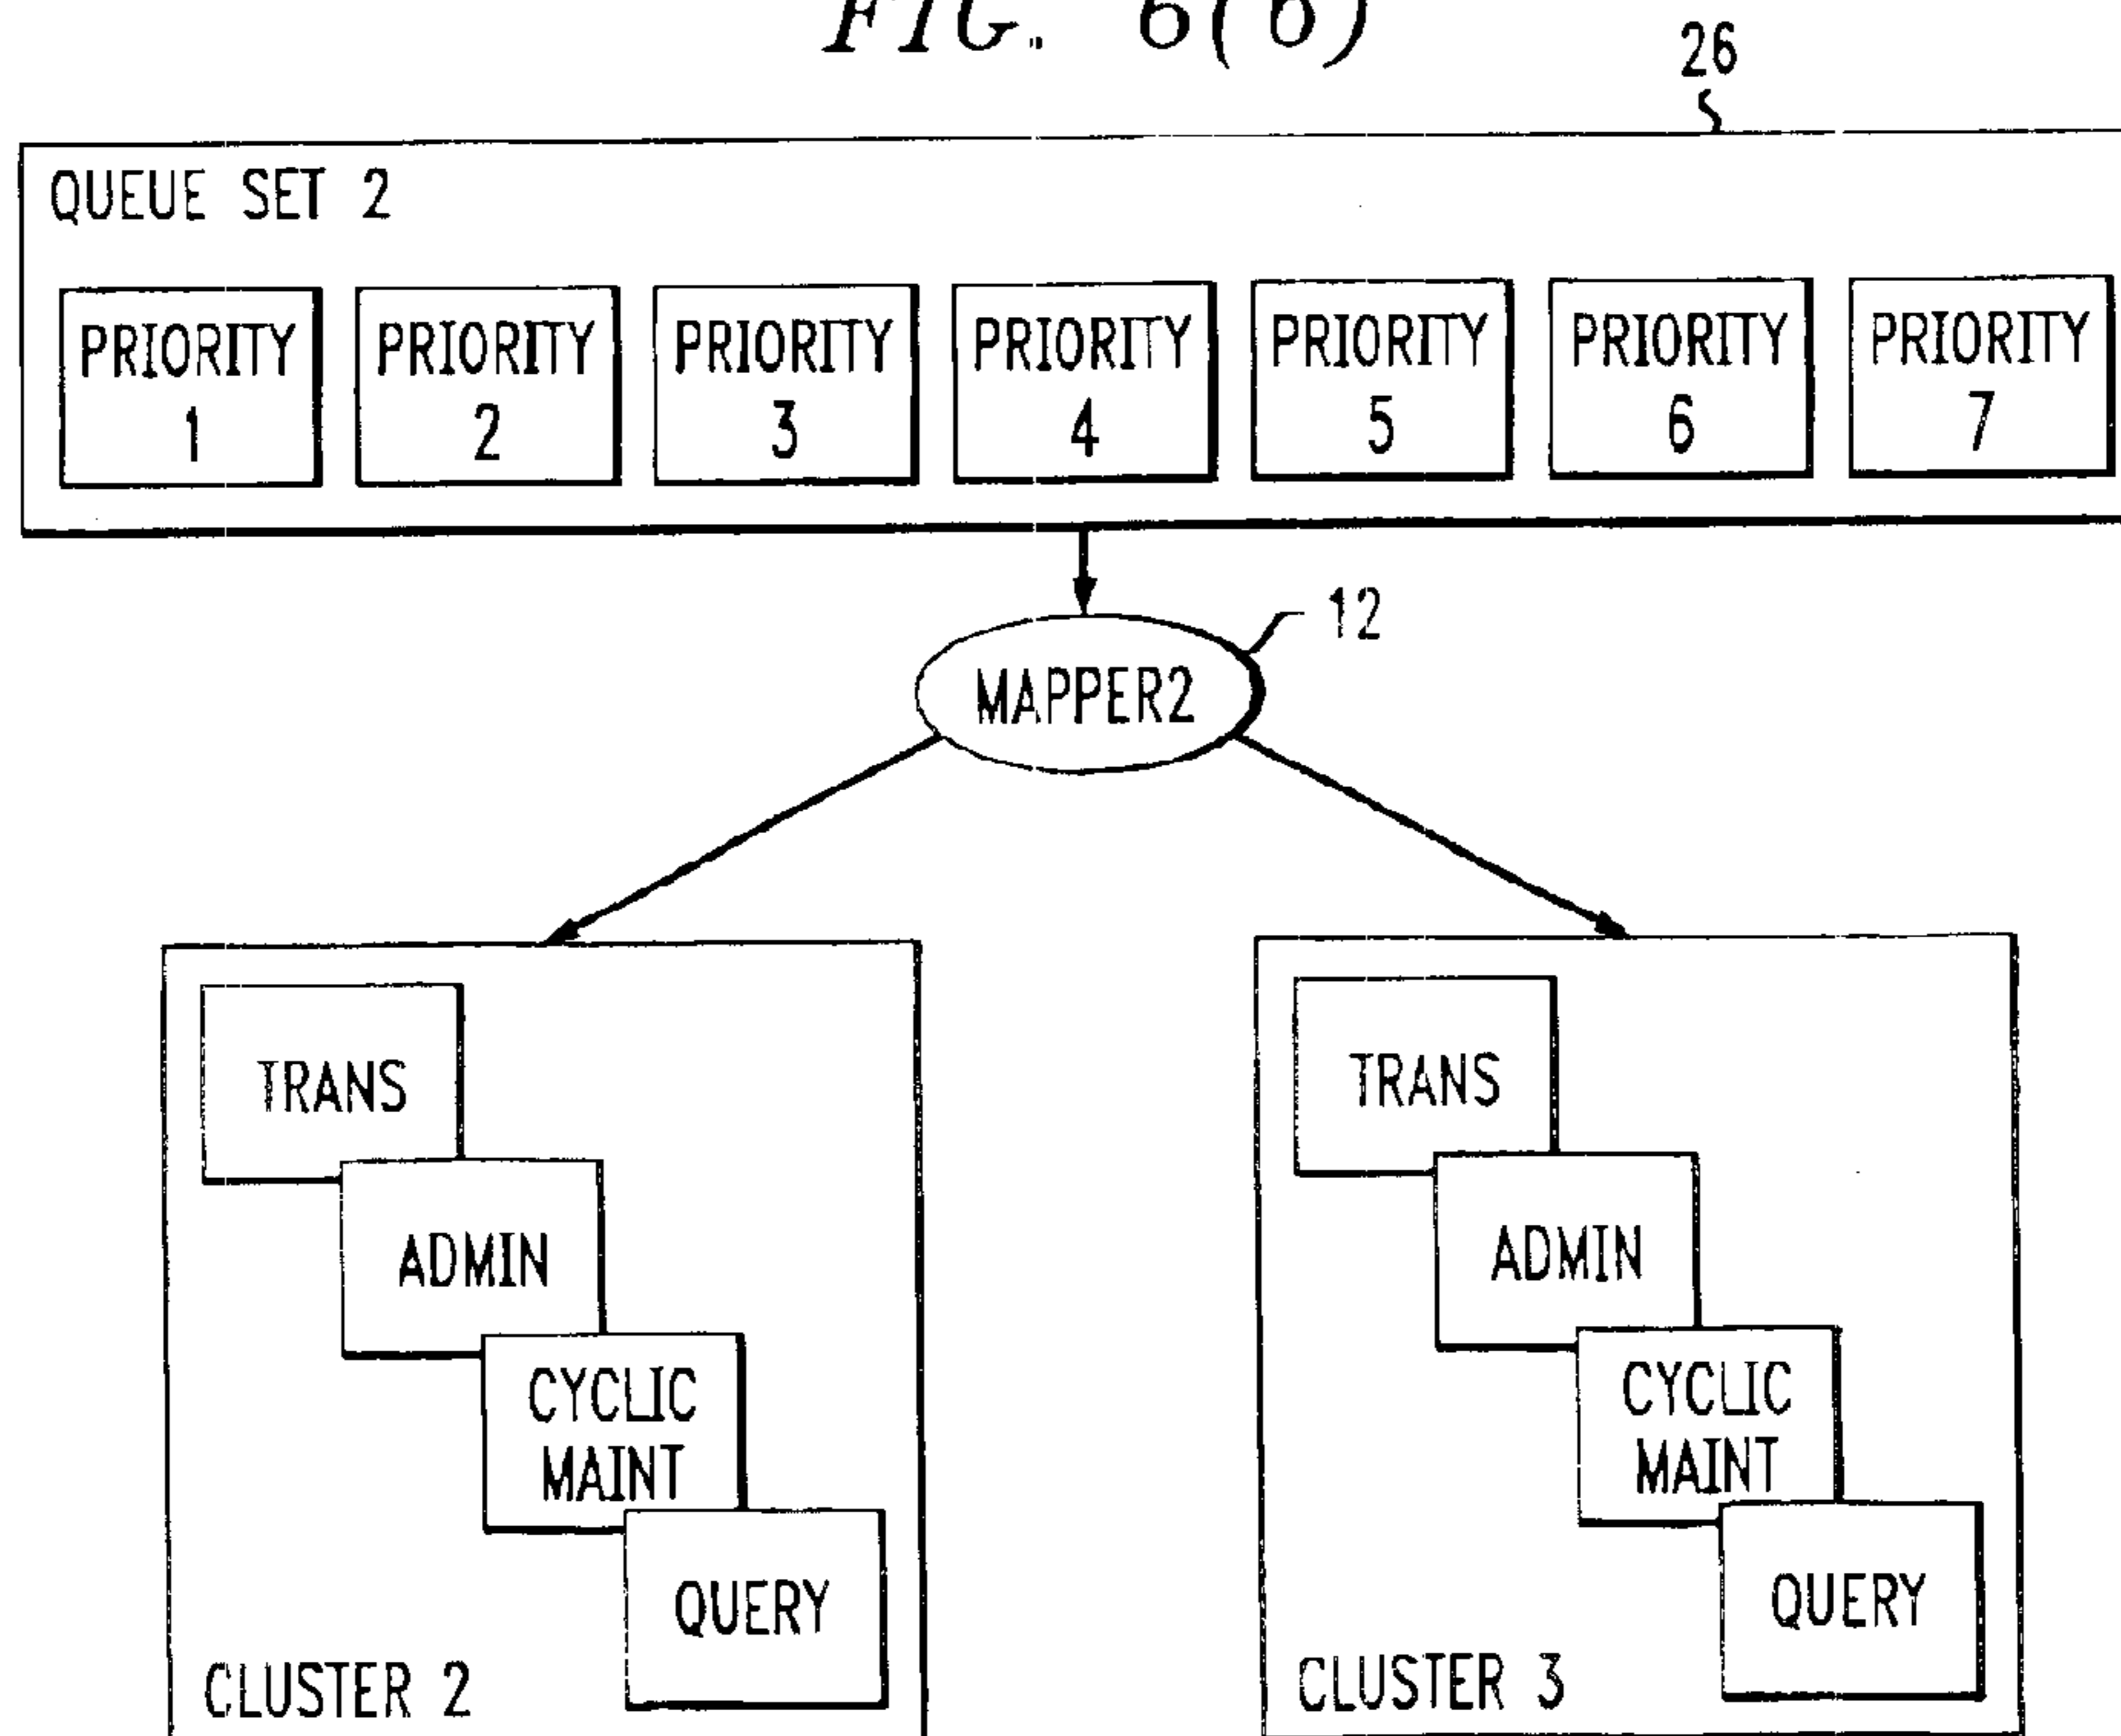 FIG. 6(6)
26
QUEUE SET 2
PRIORITY
1
PRIORITY
2
PRIORITY
3
PRIORITY
4
PRIORITY
5
PRIORITY
6
PRIORITY
7
12
MAPPER2
TRANS
ADMIN
CYCLIC
MAINT
QUERY
CLUSTER 2
TRANS
ADMIN
CYCLIC
MAINT
QUERY
CLUSTER 3